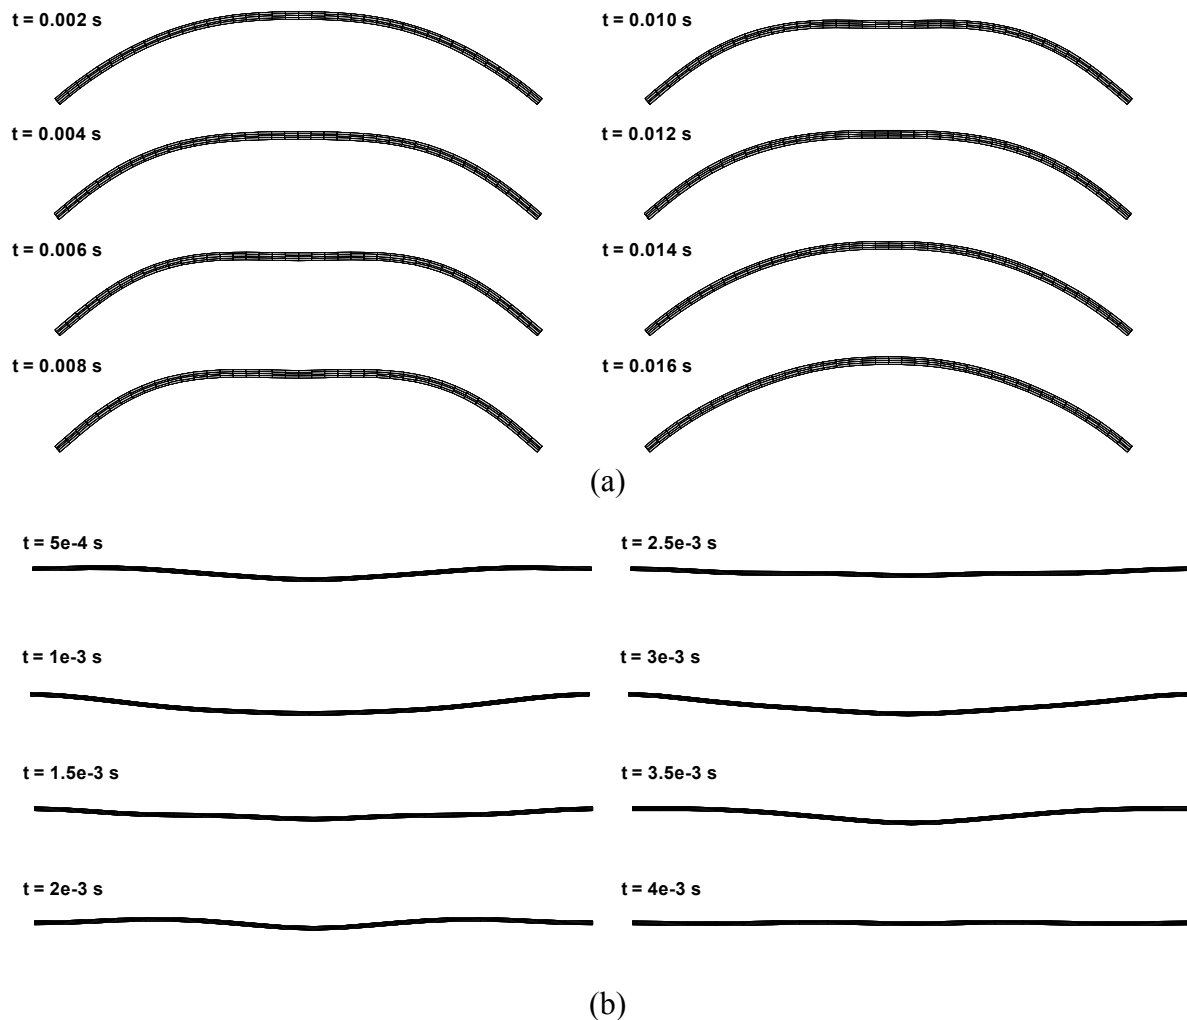 t = 0.002 s
t = 0.010 s
t = 0.004 s
t = 0.012 s
t = 0.006 s
t = 0.014 s
t = 0.008 s
t = 0.016 s
(a)
t = 5e-4 s
t = 2.5e-3 s
t = 1e-3 s
t = 3e-3 s
t = 1.5e-3 s
t = 3.5e-3 s
t = 2e-3 s
t = 4e-3 s
(b)